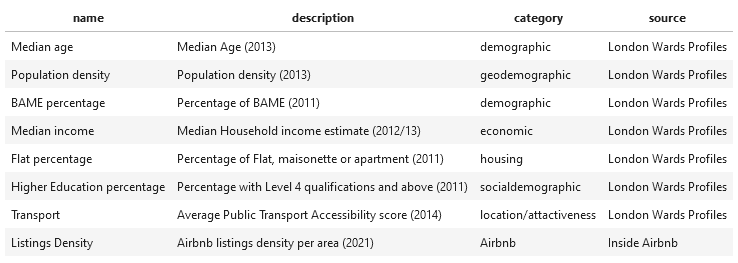 name description category source
Median age Median Age (2013) demographic London Wards Profiles
Population density Population density (2013) geodemographic London Wards Profiles
BAME percentage Percentage of BAME (2011) demographic London Wards Profiles
Median income Median Household income estimate (2012/13) economic London Wards Profiles
Flat percentage Percentage of Flat, maisonette or apartment (2011) housing London Wards Profiles
Higher Education percentage Percentage with Level 4 qualifications and above (2011) socialdemographic London Wards Profiles
Transport Average Public Transport Accessibility score (2014) location/attactiveness London Wards Profiles
Listings Density Airbnb listings density per area (2021) Airbnb Inside Airbnb